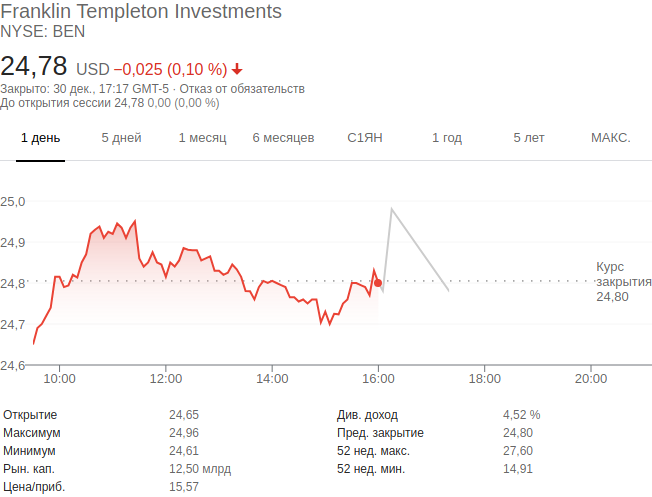 Franklin Templeton Investments
NYSE: BEN
24,78 USD −0,025 (0,10 %)
Закрыто: 30 дек., 17:17 GMT-5 · Отказ от обязательств
До открытия сессии 24,78 0,00 (0,00 %)
1 день 5 дней 1 месяц 6 месяцев С1ЯН 1 год 5 лет МАКС.
25,0
24,9
24,8
24,7
24,6
Курс
закрытия
24,80
10:00 12:00 14:00 16:00 18:00 20:00
Открытие 24,65 Див. доход 4,52 %
Максимум 24,96 Пред. закрытие 24,80
Минимум 24,61 52 нед. макс. 27,60
Рын. кап. 12,50 млрд 52 нед. мин. 14,91
Цена/приб. 15,57